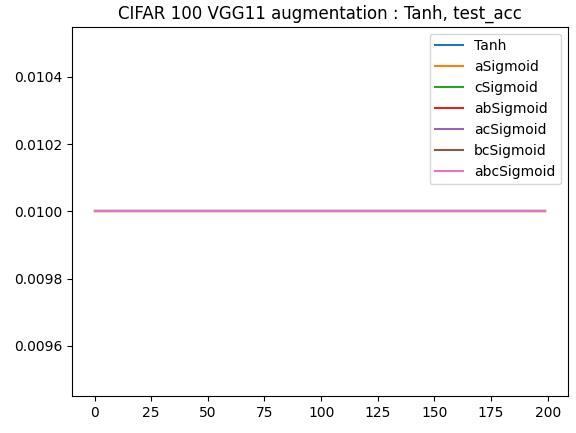 CIFAR 100 VGG11 augmentation : Tanh, test_acc
Tanh
aSigmoid
cSigmoid
abSigmoid
acSigmoid
bcSigmoid
abcSigmoid
0.0104
0.0102
0.0100
0.0098
0.0096
0 25 50 75 100 125 150 175 200